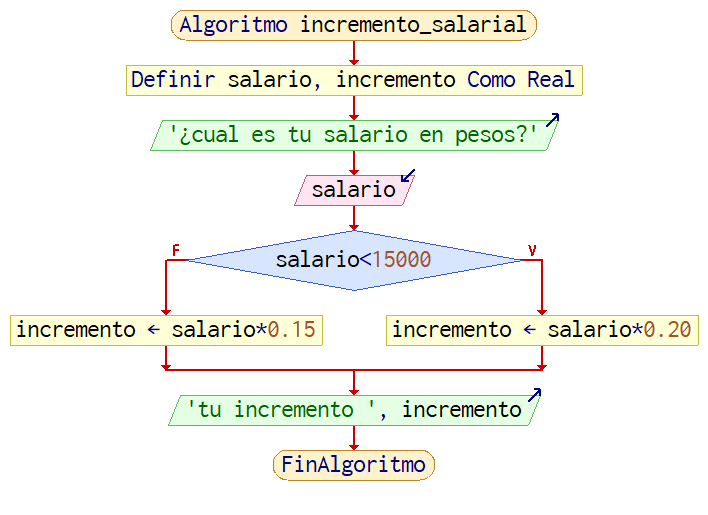 Algoritmo incremento_salarial
Definir salario, incremento Como Real
'¿cual es tu salario en pesos?'
salario
F
V
salario<15000
incremento ← salario*0.15
incremento ← salario*0.20
'tu incremento ', incremento
FinAlgoritmo